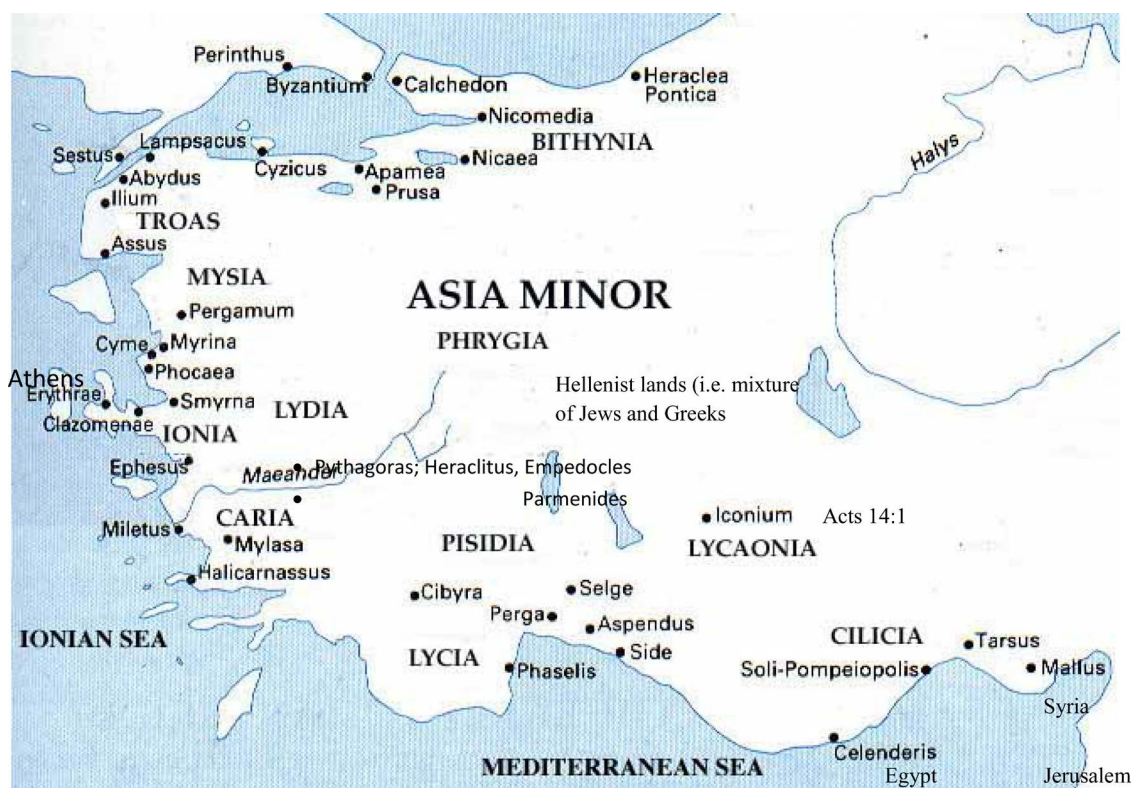 Perinthus
Byzantium
Calchedon
Heraclea
Pontica
Nicomedia
BITHYNIA
Halys
Lampsacus
Sestus
Cyzicus
Nicaea
Apamea
Abydus
Prusa
Ilium
TROAS
Assus
MYSIA
ASIA MINOR
Pergamum
PHRYGIA
Cyme
Myrina
Phocaea
Athens
Erythrae
Smyrna
Clazomenae
LYDIA
IONIA
Hellenist lands (i.e. mixture
of Jews and Greeks
Ephesus
Maeander
Pythagoras; Heraclitus, Empedocles
Parmenides
Miletus
CARIA
Mylasa
PISIDIA
Iconium
Acts 14:1
LYCAONIA
Halicarnassus
Cibyra
Selge
Perga
Aspendus
IONIAN SEA
LYCIA
Side
Phaselis
CILICIA
Tarsus
Soli-Pompeiopolis
Mallus
Syria
Celenderis
MEDITERRANEAN SEA
Egypt
Jerusalem